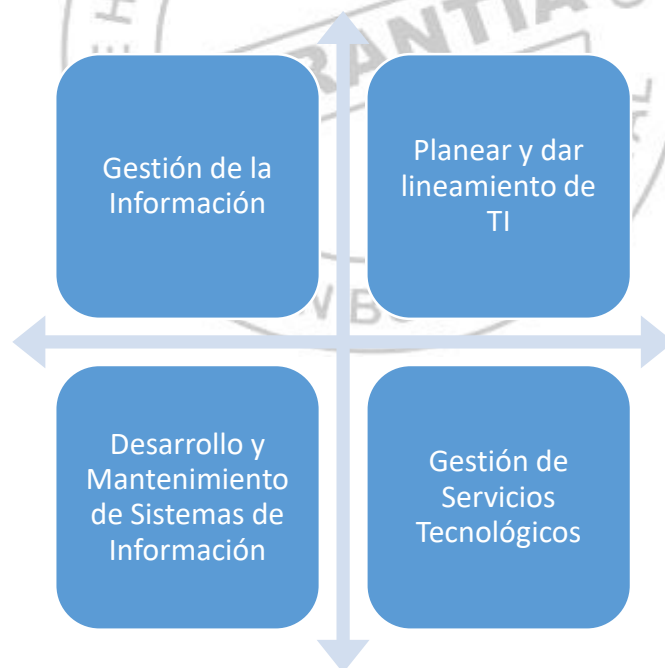 Gestión de la
Información
Planear y dar
lineamiento de
TI
Desarrollo y
Mantenimiento
de Sistemas de
Información
Gestión de
Servicios
Tecnológicos